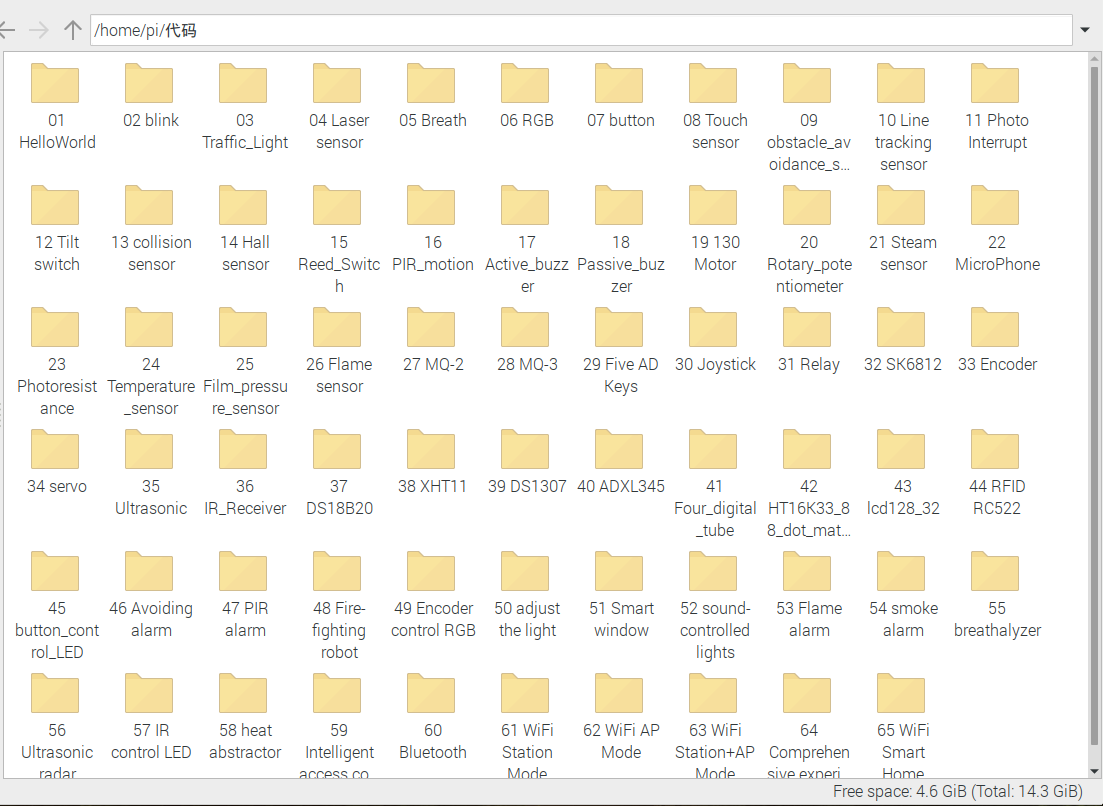 /home/pi/代码
01 HelloWorld
02 blink
03 Traffic_Light
04 Laser sensor
05 Breath
06 RGB
07 button
08 Touch sensor
09 obstacle_avoidance_s...
10 Line tracking sensor
11 Photo Interrupt
12 Tilt switch
13 collision sensor
14 Hall sensor
15 Reed_Switch
16 PIR_motion
17 Active_buzzer
18 Passive_buzzer
19 130 Motor
20 Rotary_potentiometer
21 Steam sensor
22 MicroPhone
23 Photoresistance
24 Temperature_sensor
25 Film_pressure_sensor
26 Flame sensor
27 MQ-2
28 MQ-3
29 Five AD Keys
30 Joystick
31 Relay
32 SK6812
33 Encoder
34 servo
35 Ultrasonic
36 IR_Receiver
37 DS18B20
38 XHT11
39 DS1307
40 ADXL345
41 Four_digital_tube
42 HT16K33_88_dot_mat...
43 lcd128_32
44 RFID RC522
45 button_control_LED
46 Avoiding alarm
47 PIR alarm
48 Fire-fighting robot
49 Encoder control RGB
50 adjust the light
51 Smart window
52 sound-controlled lights
53 Flame alarm
54 smoke alarm
55 breathalyzer
56 Ultrasonic radar
57 IR control LED
58 heat abstractor
59 Intelligent access co...
60 Bluetooth
61 WiFi Station Mode
62 WiFi AP Mode
63 WiFi Station+AP Mode
64 Comprehensive experi...
65 WiFi Smart Home
Free space: 4.6 GiB (Total: 14.3 GiB)